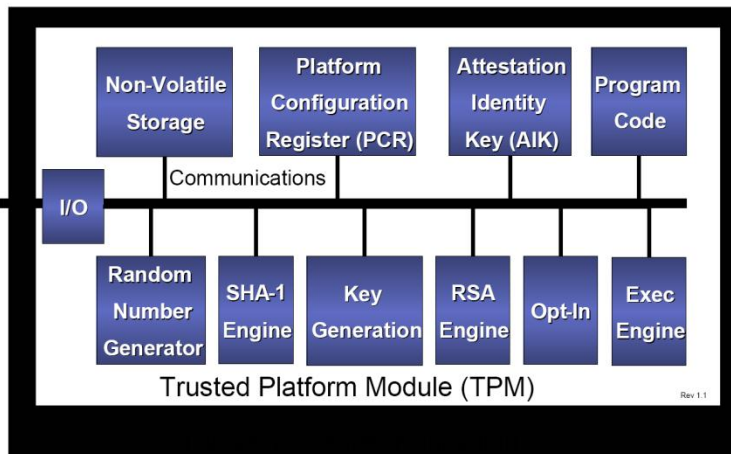 Non-Volatile
Storage
Platform
Configuration
Register (PCR)
Attestation
Identity
Key (AIK)
Program
Code
Communications
I/O
Random
Number
Generator
SHA-1
Engine
Key
Generation
RSA
Engine
Opt-In
Exec
Engine
Trusted Platform Module (TPM)
Rev 1.1